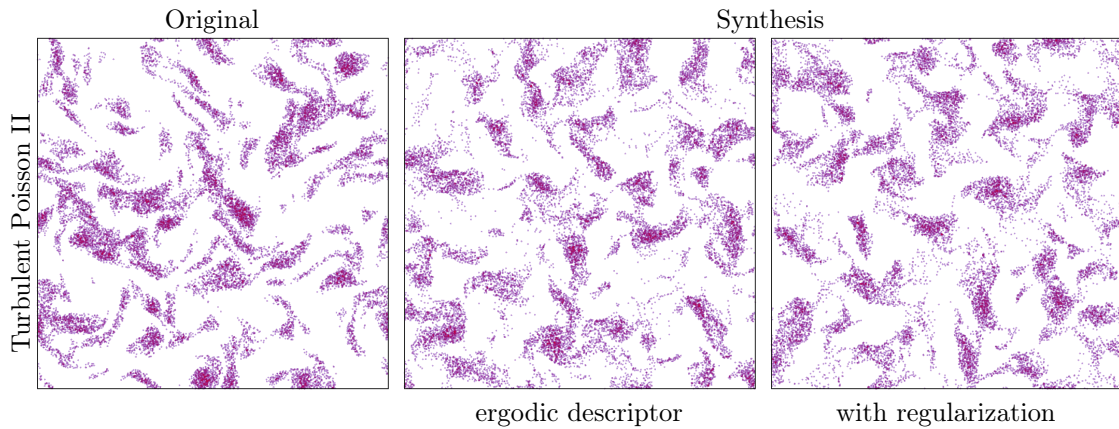 Original
Synthesis
Turbulent Poisson II
ergodic descriptor
with regularization